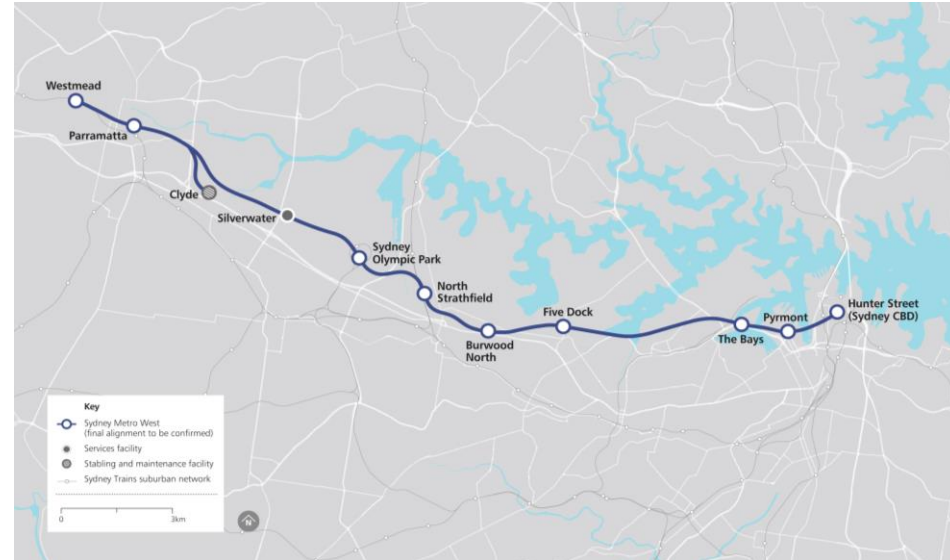 Westmead
Parramatta
Clyde
Silverwater
Sydney
Olympic Park
North
Strathfield
Burwood
North
Five Dock
The Bays
Pyrmont
Hunter Street
(Sydney CBD)
Key
Sydney Metro West
(final alignment to be confirmed)
Services facility
Stabling and maintenance facility
Sydney Trains suburban network
0
3km
N